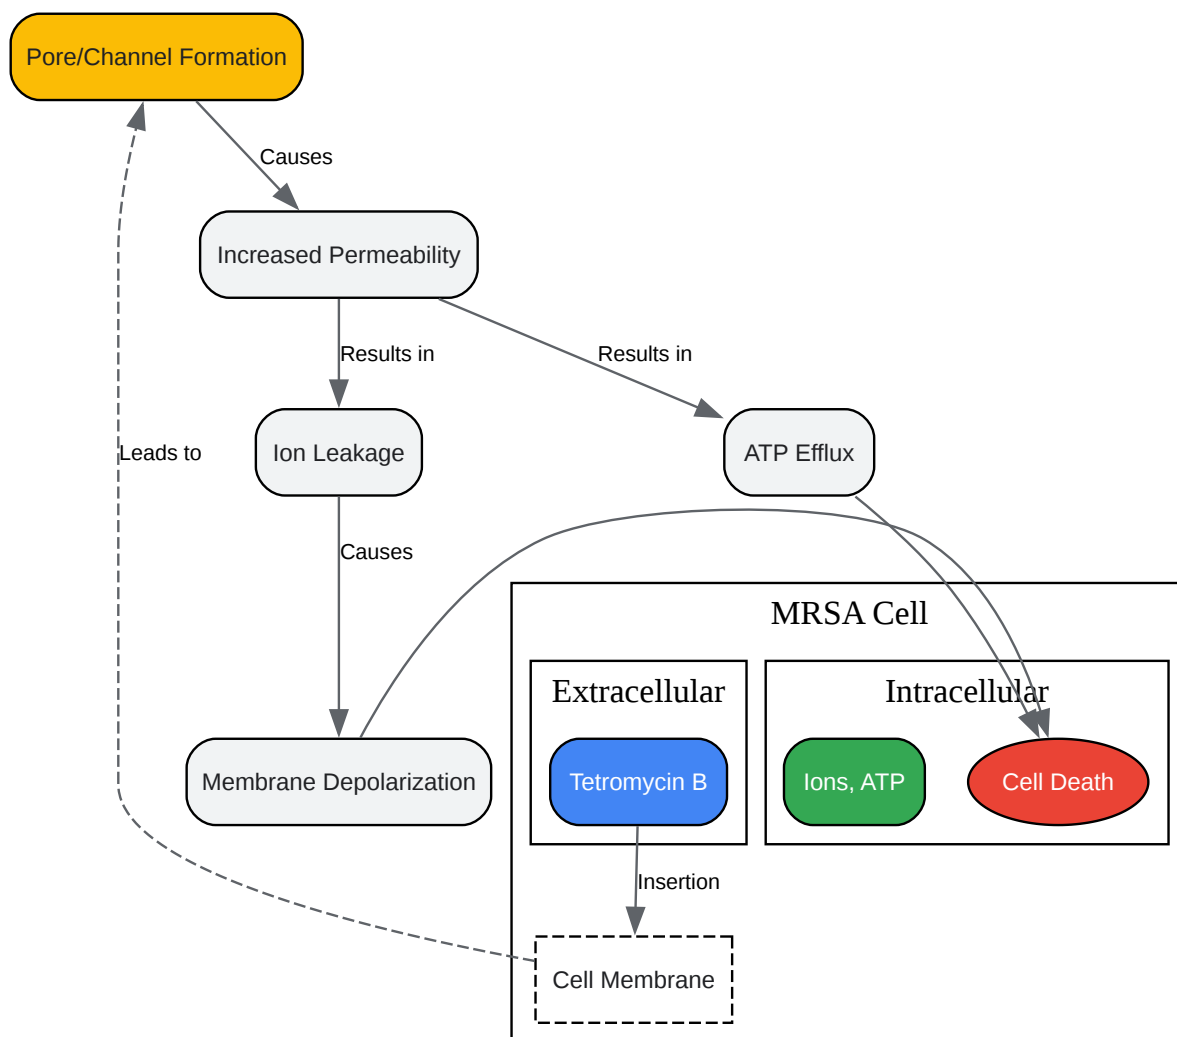 Pore/Channel Formation
Causes
Increased Permeability
Results in
Results in
Leads to
Ion Leakage
ATP Efflux
Causes
MRSA Cell
Extracellular
Intracellular
Membrane Depolarization
Tetromycin B
Ions, ATP
Cell Death
Insertion
Cell Membrane